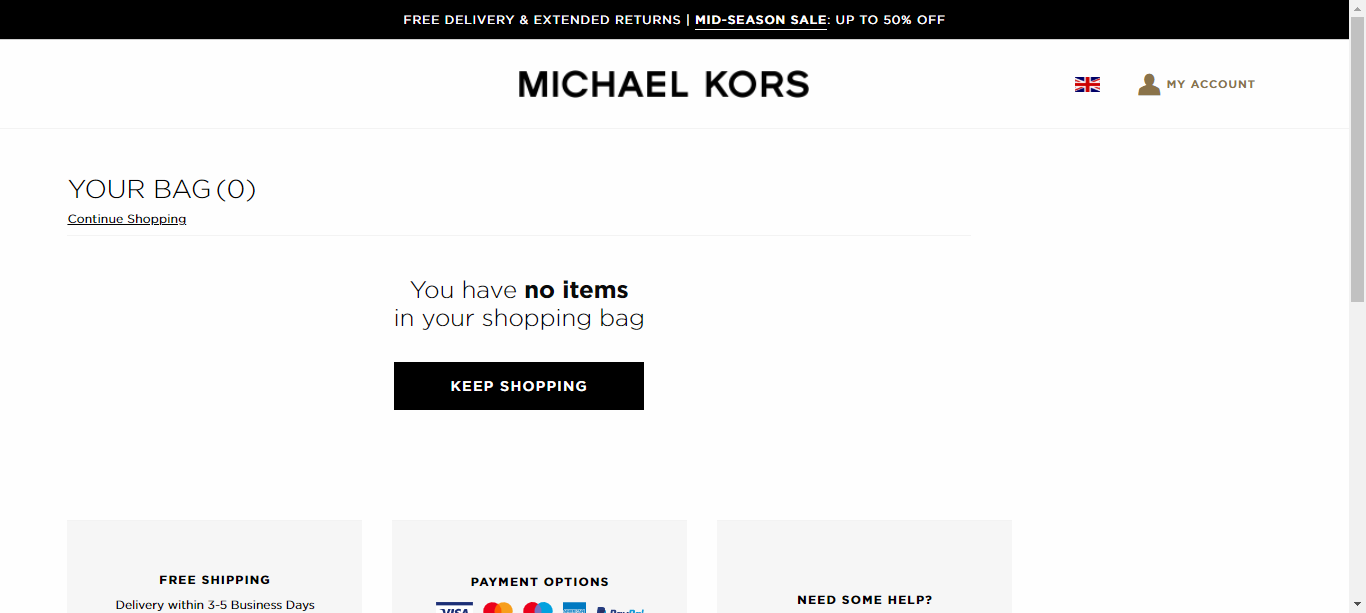 FREE DELIVERY & EXTENDED RETURNS | MID-SEASON SALE: UP TO 50% OFF
MICHAEL KORS
MY ACCOUNT
YOUR BAG (0)
Continue Shopping
You have no items
in your shopping bag
KEEP SHOPPING
FREE SHIPPING
Delivery within 3-5 Business Days
PAYMENT OPTIONS
VISA
PayPal
NEED SOME HELP?